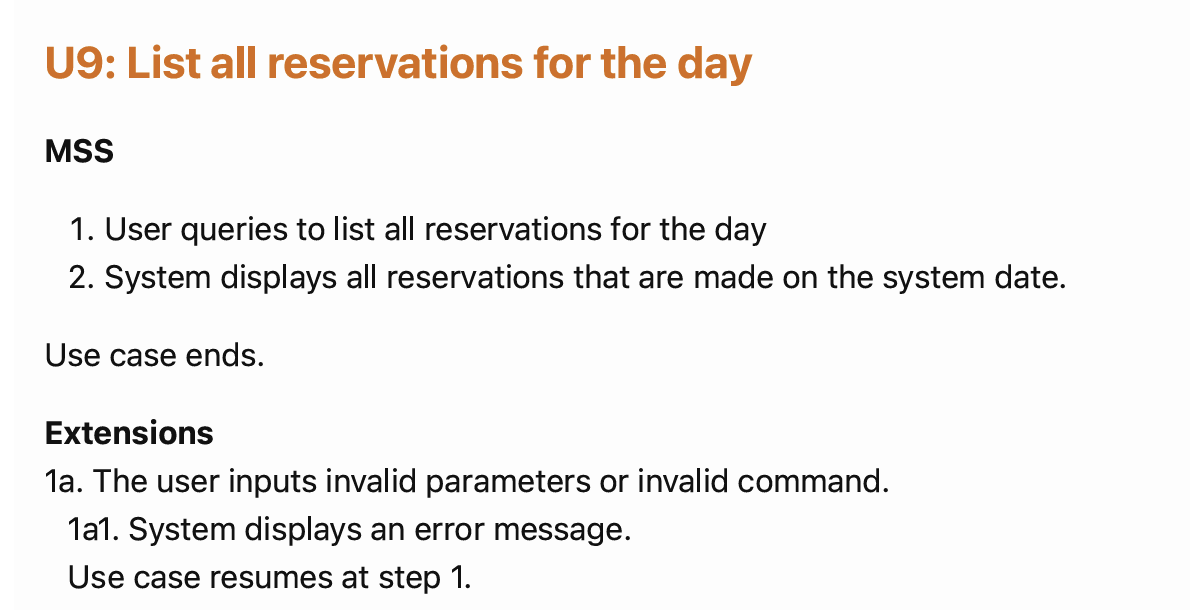 U9: List all reservations for the day
MSS
1. User queries to list all reservations for the day
2. System displays all reservations that are made on the system date.
Use case ends.
Extensions
1a. The user inputs invalid parameters or invalid command.
1a1. System displays an error message.
Use case resumes at step 1.